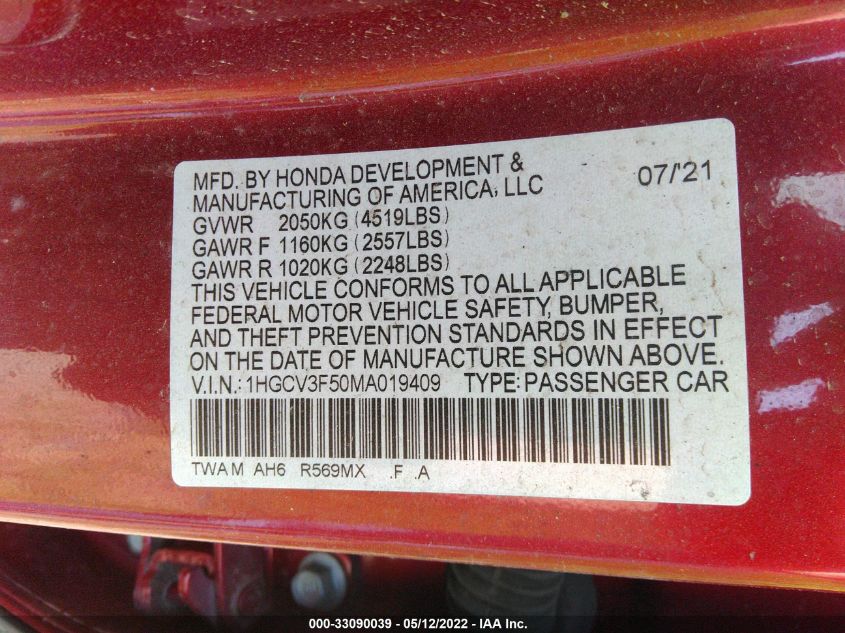 MFD. BY HONDA DEVELOPMENT &
MANUFACTURING OF AMERICA, LLC 07/'21
GVWR 2050KG (4519LBS)
GAWR F 1160KG (2557LBS)
GAWR R 1020KG (2248LBS)
THIS VEHICLE CONFORMS TO ALL APPLICABLE
FEDERAL MOTOR VEHICLE SAFETY, BUMPER,
AND THEFT PREVENTION STANDARDS IN EFFECT
ON THE DATE OF MANUFACTURE SHOWN ABOVE.
V.I.N.: 1HGCV3F50MA019409 TYPE: PASSENGER CAR
TWA M AH6 R569MX .F .A
000-33090039 - 05/12/2022 - IAA Inc.